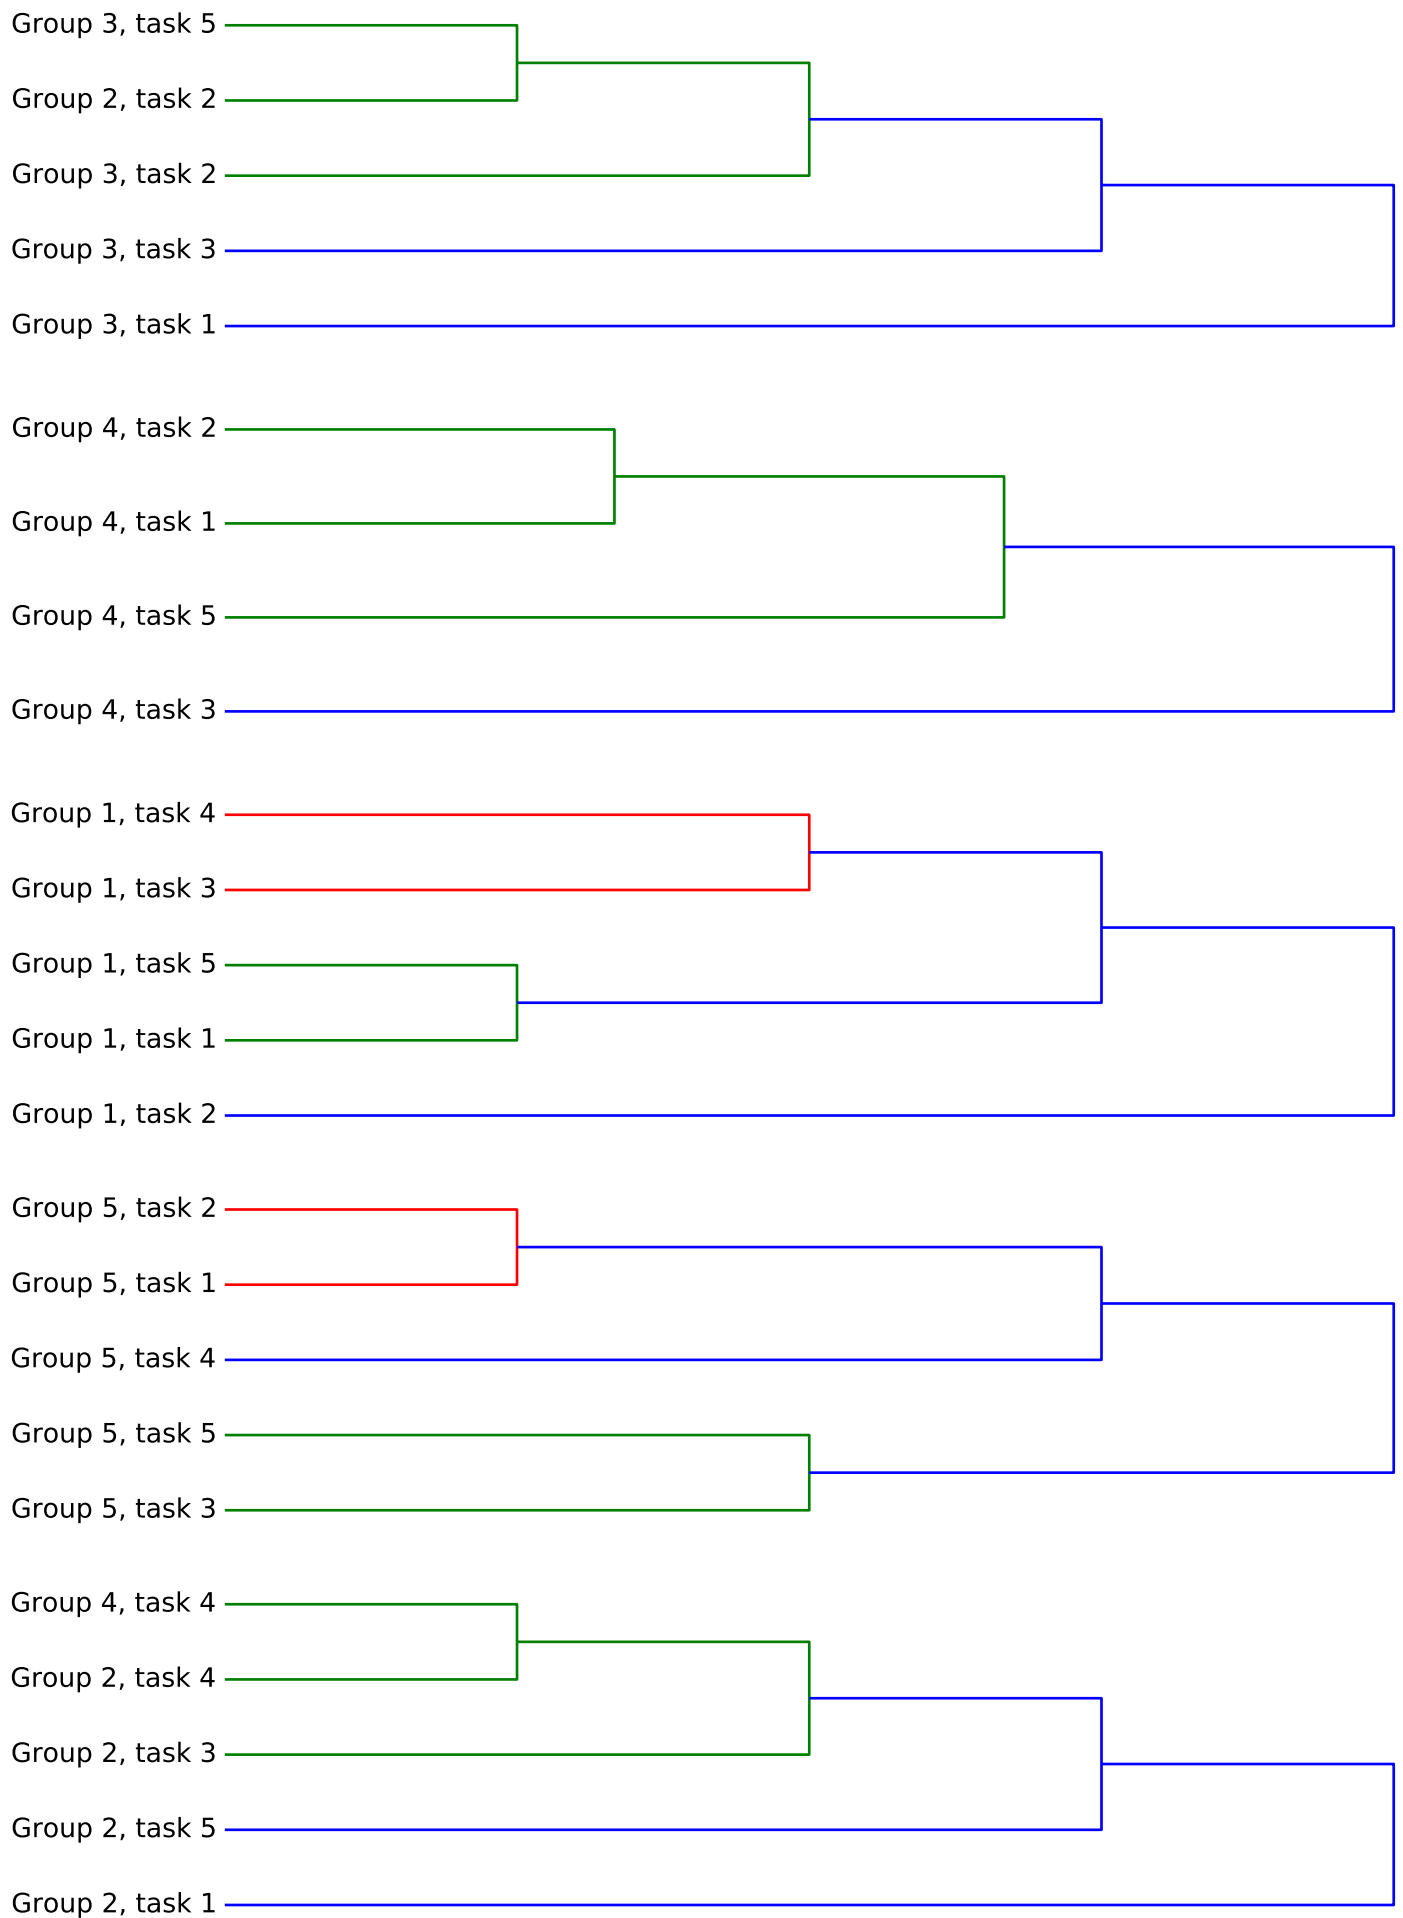 Group 3, task 5
Group 2, task 2
Group 3, task 2
Group 3, task 3
Group 3, task 1
Group 4, task 2
Group 4, task 1
Group 4, task 5
Group 4, task 3
Group 1, task 4
Group 1, task 3
Group 1, task 5
Group 1, task 1
Group 1, task 2
Group 5, task 2
Group 5, task 1
Group 5, task 4
Group 5, task 5
Group 5, task 3
Group 4, task 4
Group 2, task 4
Group 2, task 3
Group 2, task 5
Group 2, task 1